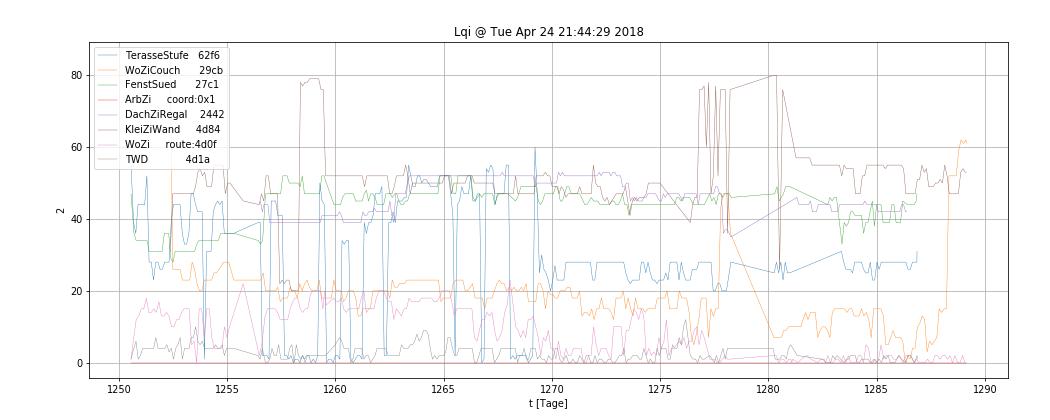 Lqi @ Tue Apr 24 21:44:29 2018
TerasseStufe 62f6
WoZiCouch 29cb
FenstSued 27c1
ArbZi coord:0x1
DachZiRegal 2442
KleiZiWand 4d84
WoZi route:4d0f
TWD 4d1a
80
60
40
20
0
2
1250 1255 1260 1265 1270 1275 1280 1285 1290
t [Tage]